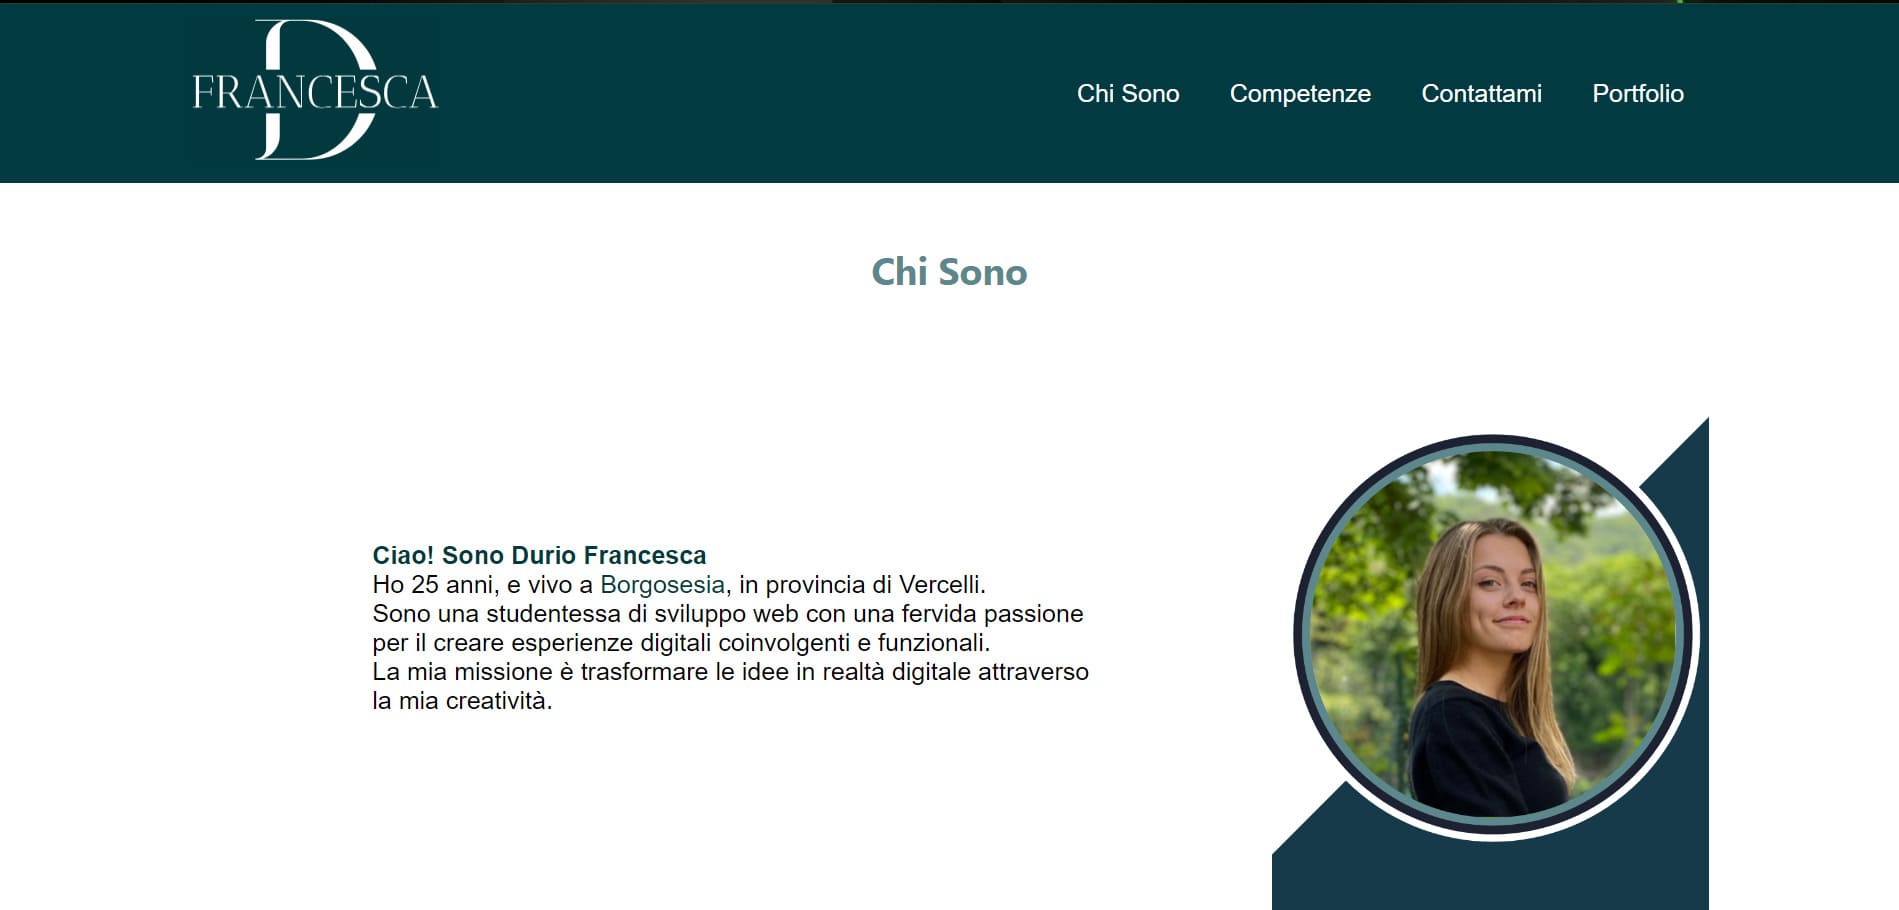 D
FRANCESCA
Chi Sono Competenze Contattami Portfolio
Chi Sono
Ciao! Sono Durio Francesca
Ho 25 anni, e vivo a Borgosesia, in provincia di Vercelli.
Sono una studentessa di sviluppo web con una fervida passione
per il creare esperienze digitali coinvolgenti e funzionali.
La mia missione è trasformare le idee in realtà digitale attraverso
la mia creatività.